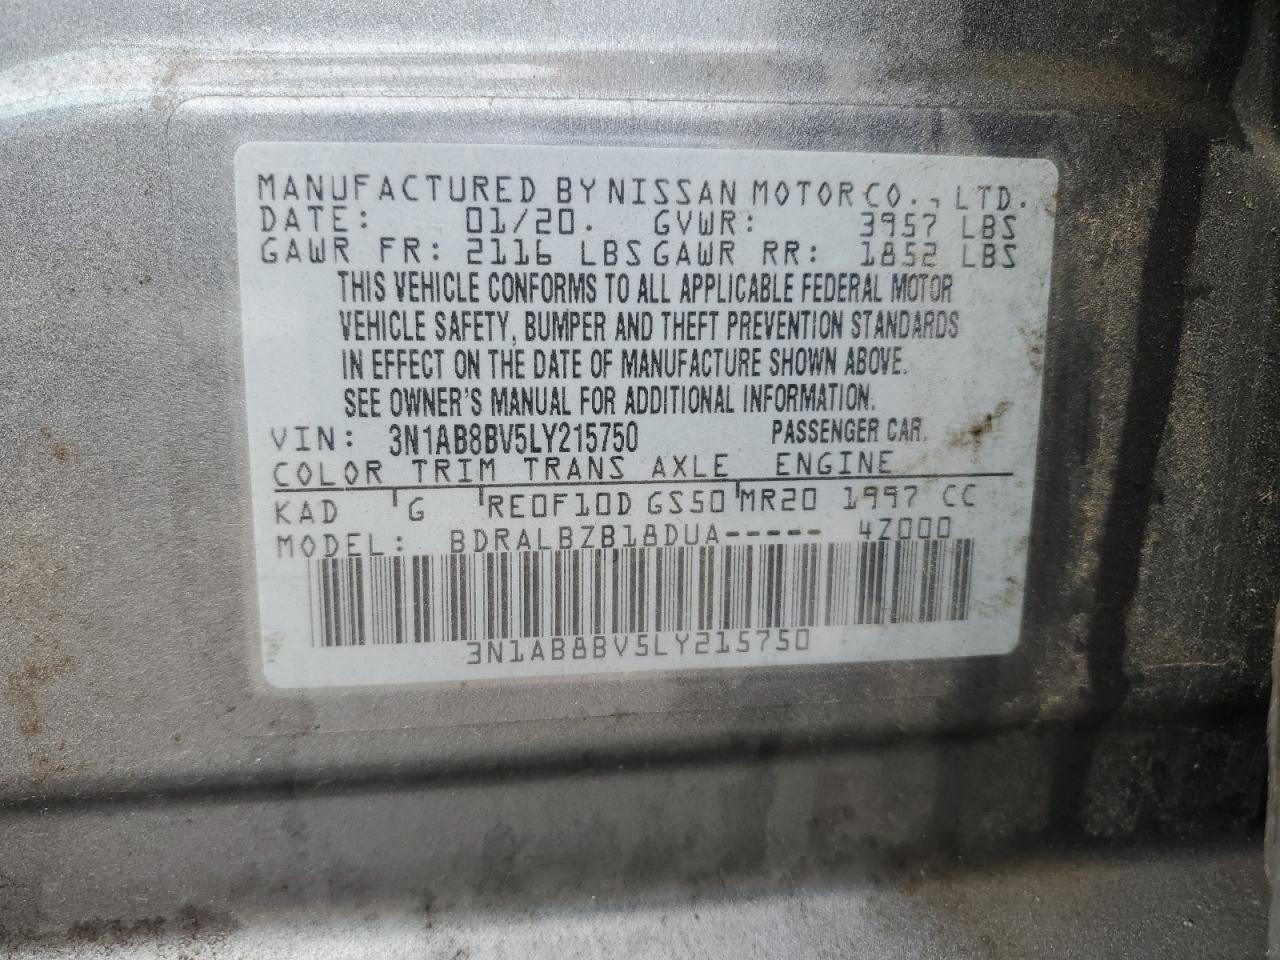 MANUFACTURED BY NISSAN MOTOR CO., LTD.
DATE: 01/20. GVWR: 3957 LBS
GAWR FR: 2116 LBS GAWR RR: 1852 LBS
THIS VEHICLE CONFORMS TO ALL APPLICABLE FEDERAL MOTOR
VEHICLE SAFETY, BUMPER AND THEFT PREVENTION STANDARDS
IN EFFECT ON THE DATE OF MANUFACTURE SHOWN ABOVE.
SEE OWNER'S MANUAL FOR ADDITIONAL INFORMATION.
VIN: 3N1AB8BV5LY215750 PASSENGER CAR.
COLOR TRIM TRANS AXLE ENGINE
KAD G RE0F10D GS50 MR20 1997 CC
MODEL: BDRALBZB18DUA----- 4Z000
3N1AB8BV5LY215750